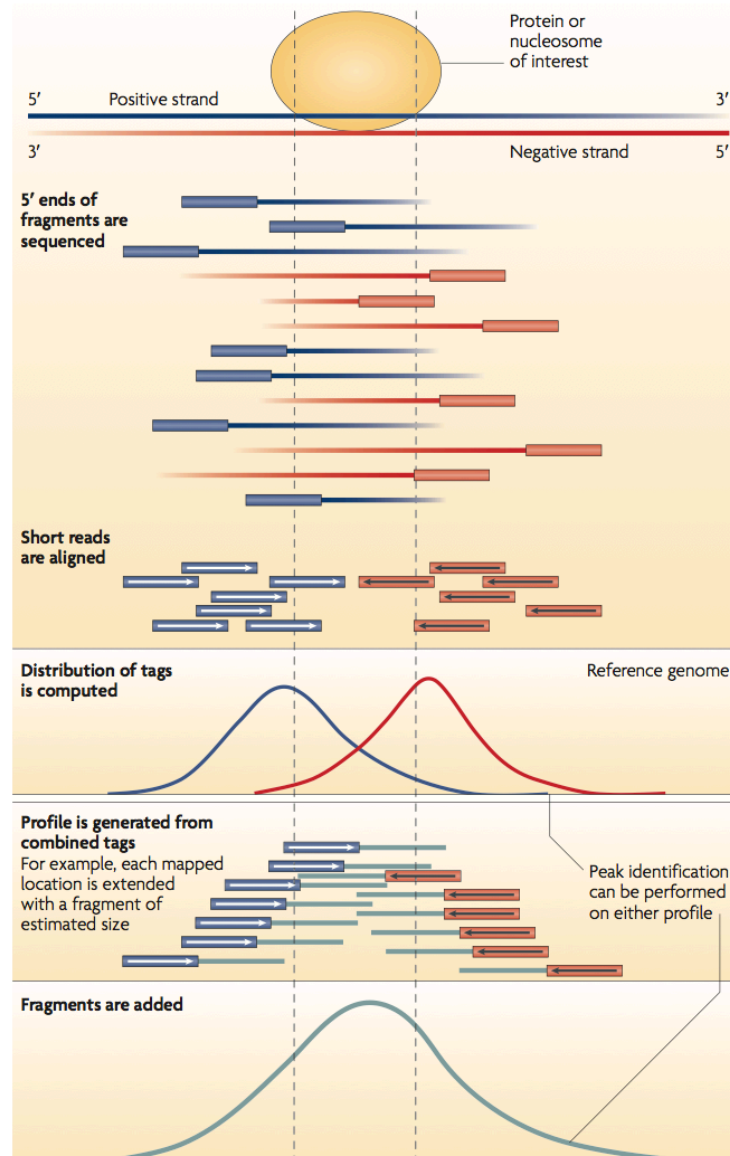 Protein or
nucleosome
of interest
5′ Positive strand 3′
3′ Negative strand 5′
5′ ends of
fragments are
sequenced
Short reads
are aligned
Distribution of tags
is computed
Reference genome
Profile is generated from
combined tags
For example, each mapped
location is extended
with a fragment of
estimated size
Peak identification
can be performed
on either profile
Fragments are added